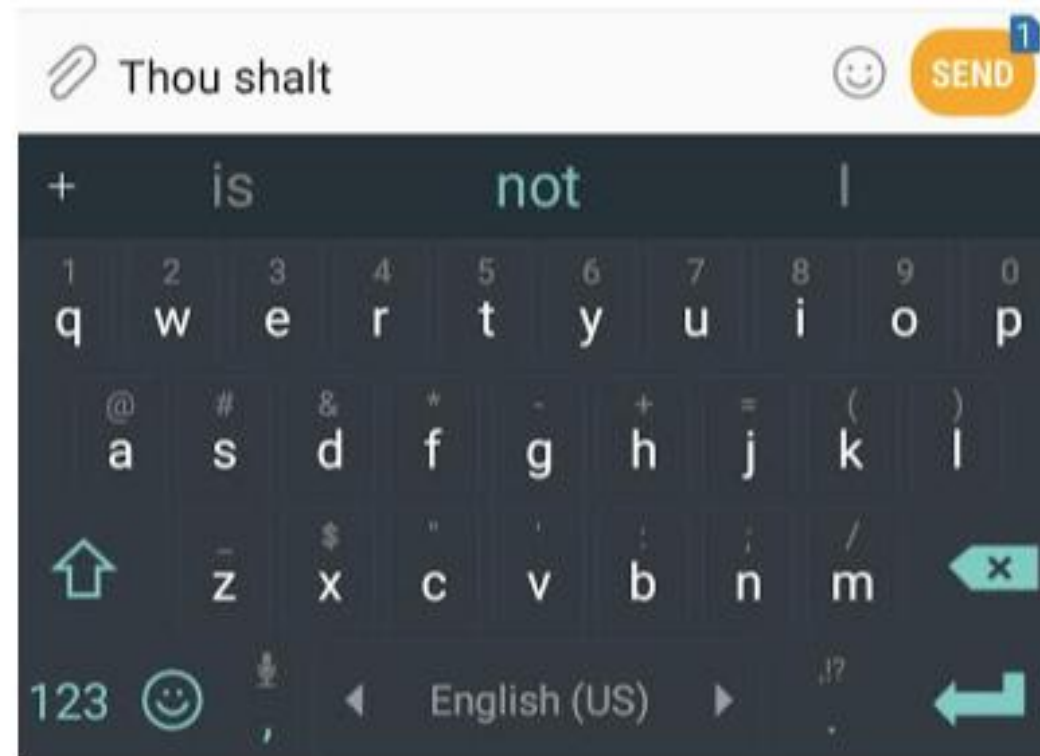 Thou shalt SEND 1
+ is not I
1 2 3 4 5 6 7 8 9 0
q w e r t y u i o p
@ # & * - + = ( )
a s d f g h j k l
_ $ " ' : ; /
z x c v b n m
123 , English (US) ,!? .